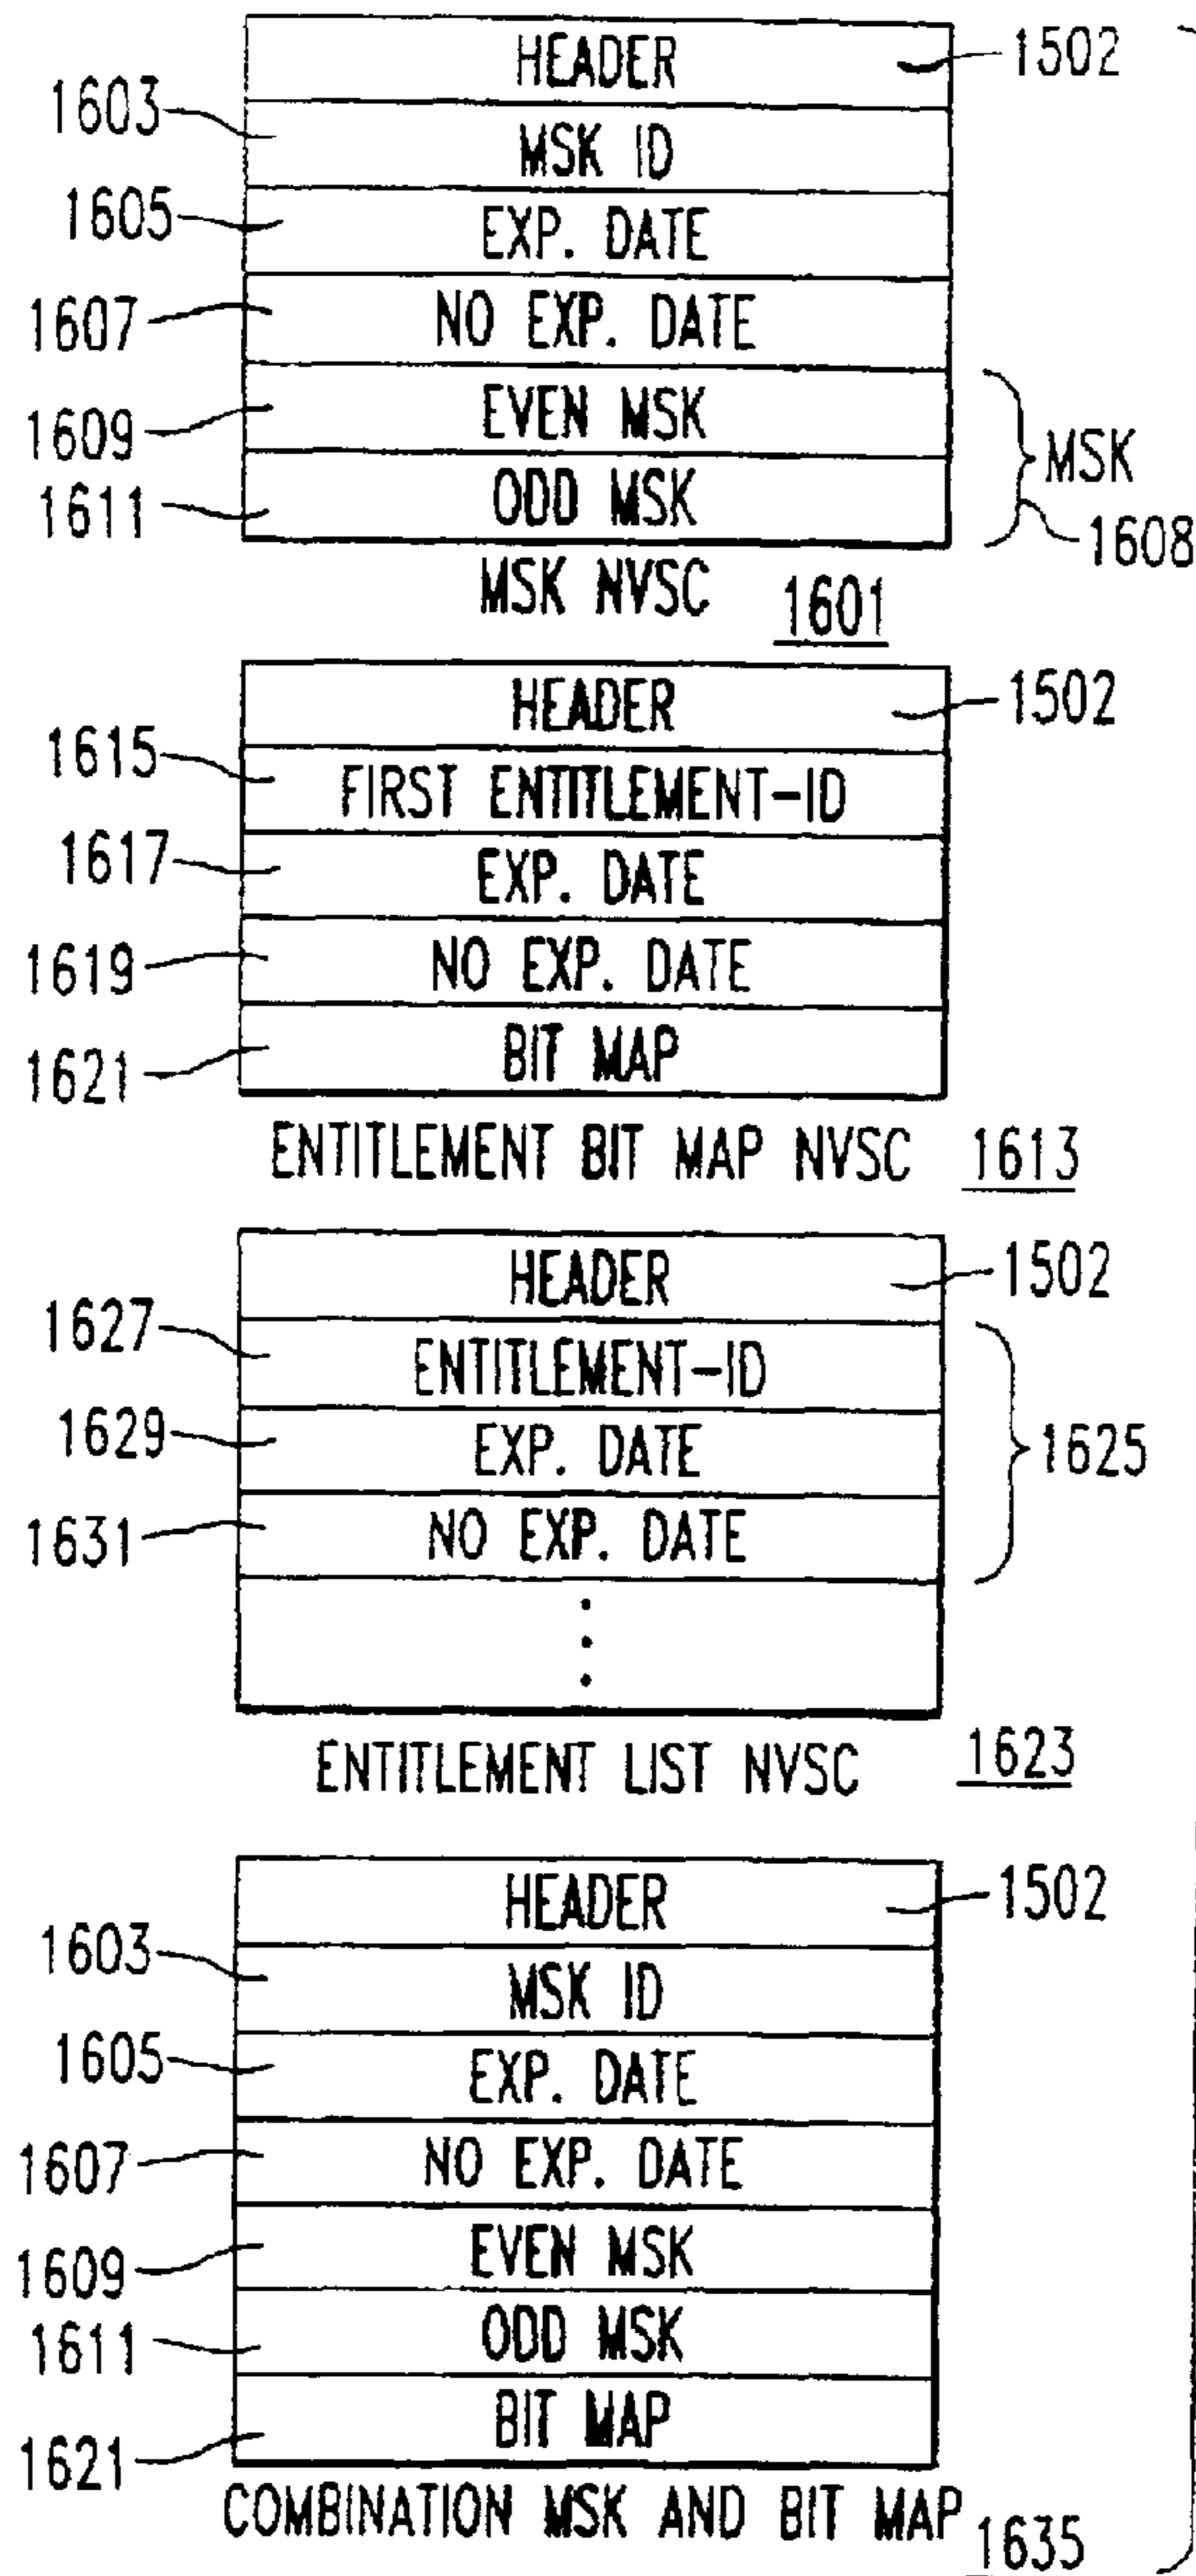 HEADER 1502
1603 MSK ID
1605 EXP. DATE
1607 NO EXP. DATE
1609 EVEN MSK
MSK
1611 ODD MSK
1608
MSK NVSC 1601
HEADER 1502
1615 FIRST ENTITLEMENT-ID
1617 EXP. DATE
1619 NO EXP. DATE
1621 BIT MAP
ENTITLEMENT BIT MAP NVSC 1613
HEADER 1502
1627 ENTITLEMENT-ID
1629 EXP. DATE 1625
1631 NO EXP. DATE
ENTITLEMENT LIST NVSC 1623
HEADER 1502
1603 MSK ID
1605 EXP. DATE
1607 NO EXP. DATE
1609 EVEN MSK
1611 ODD MSK
1621 BIT MAP
COMBINATION MSK AND BIT MAP 1635